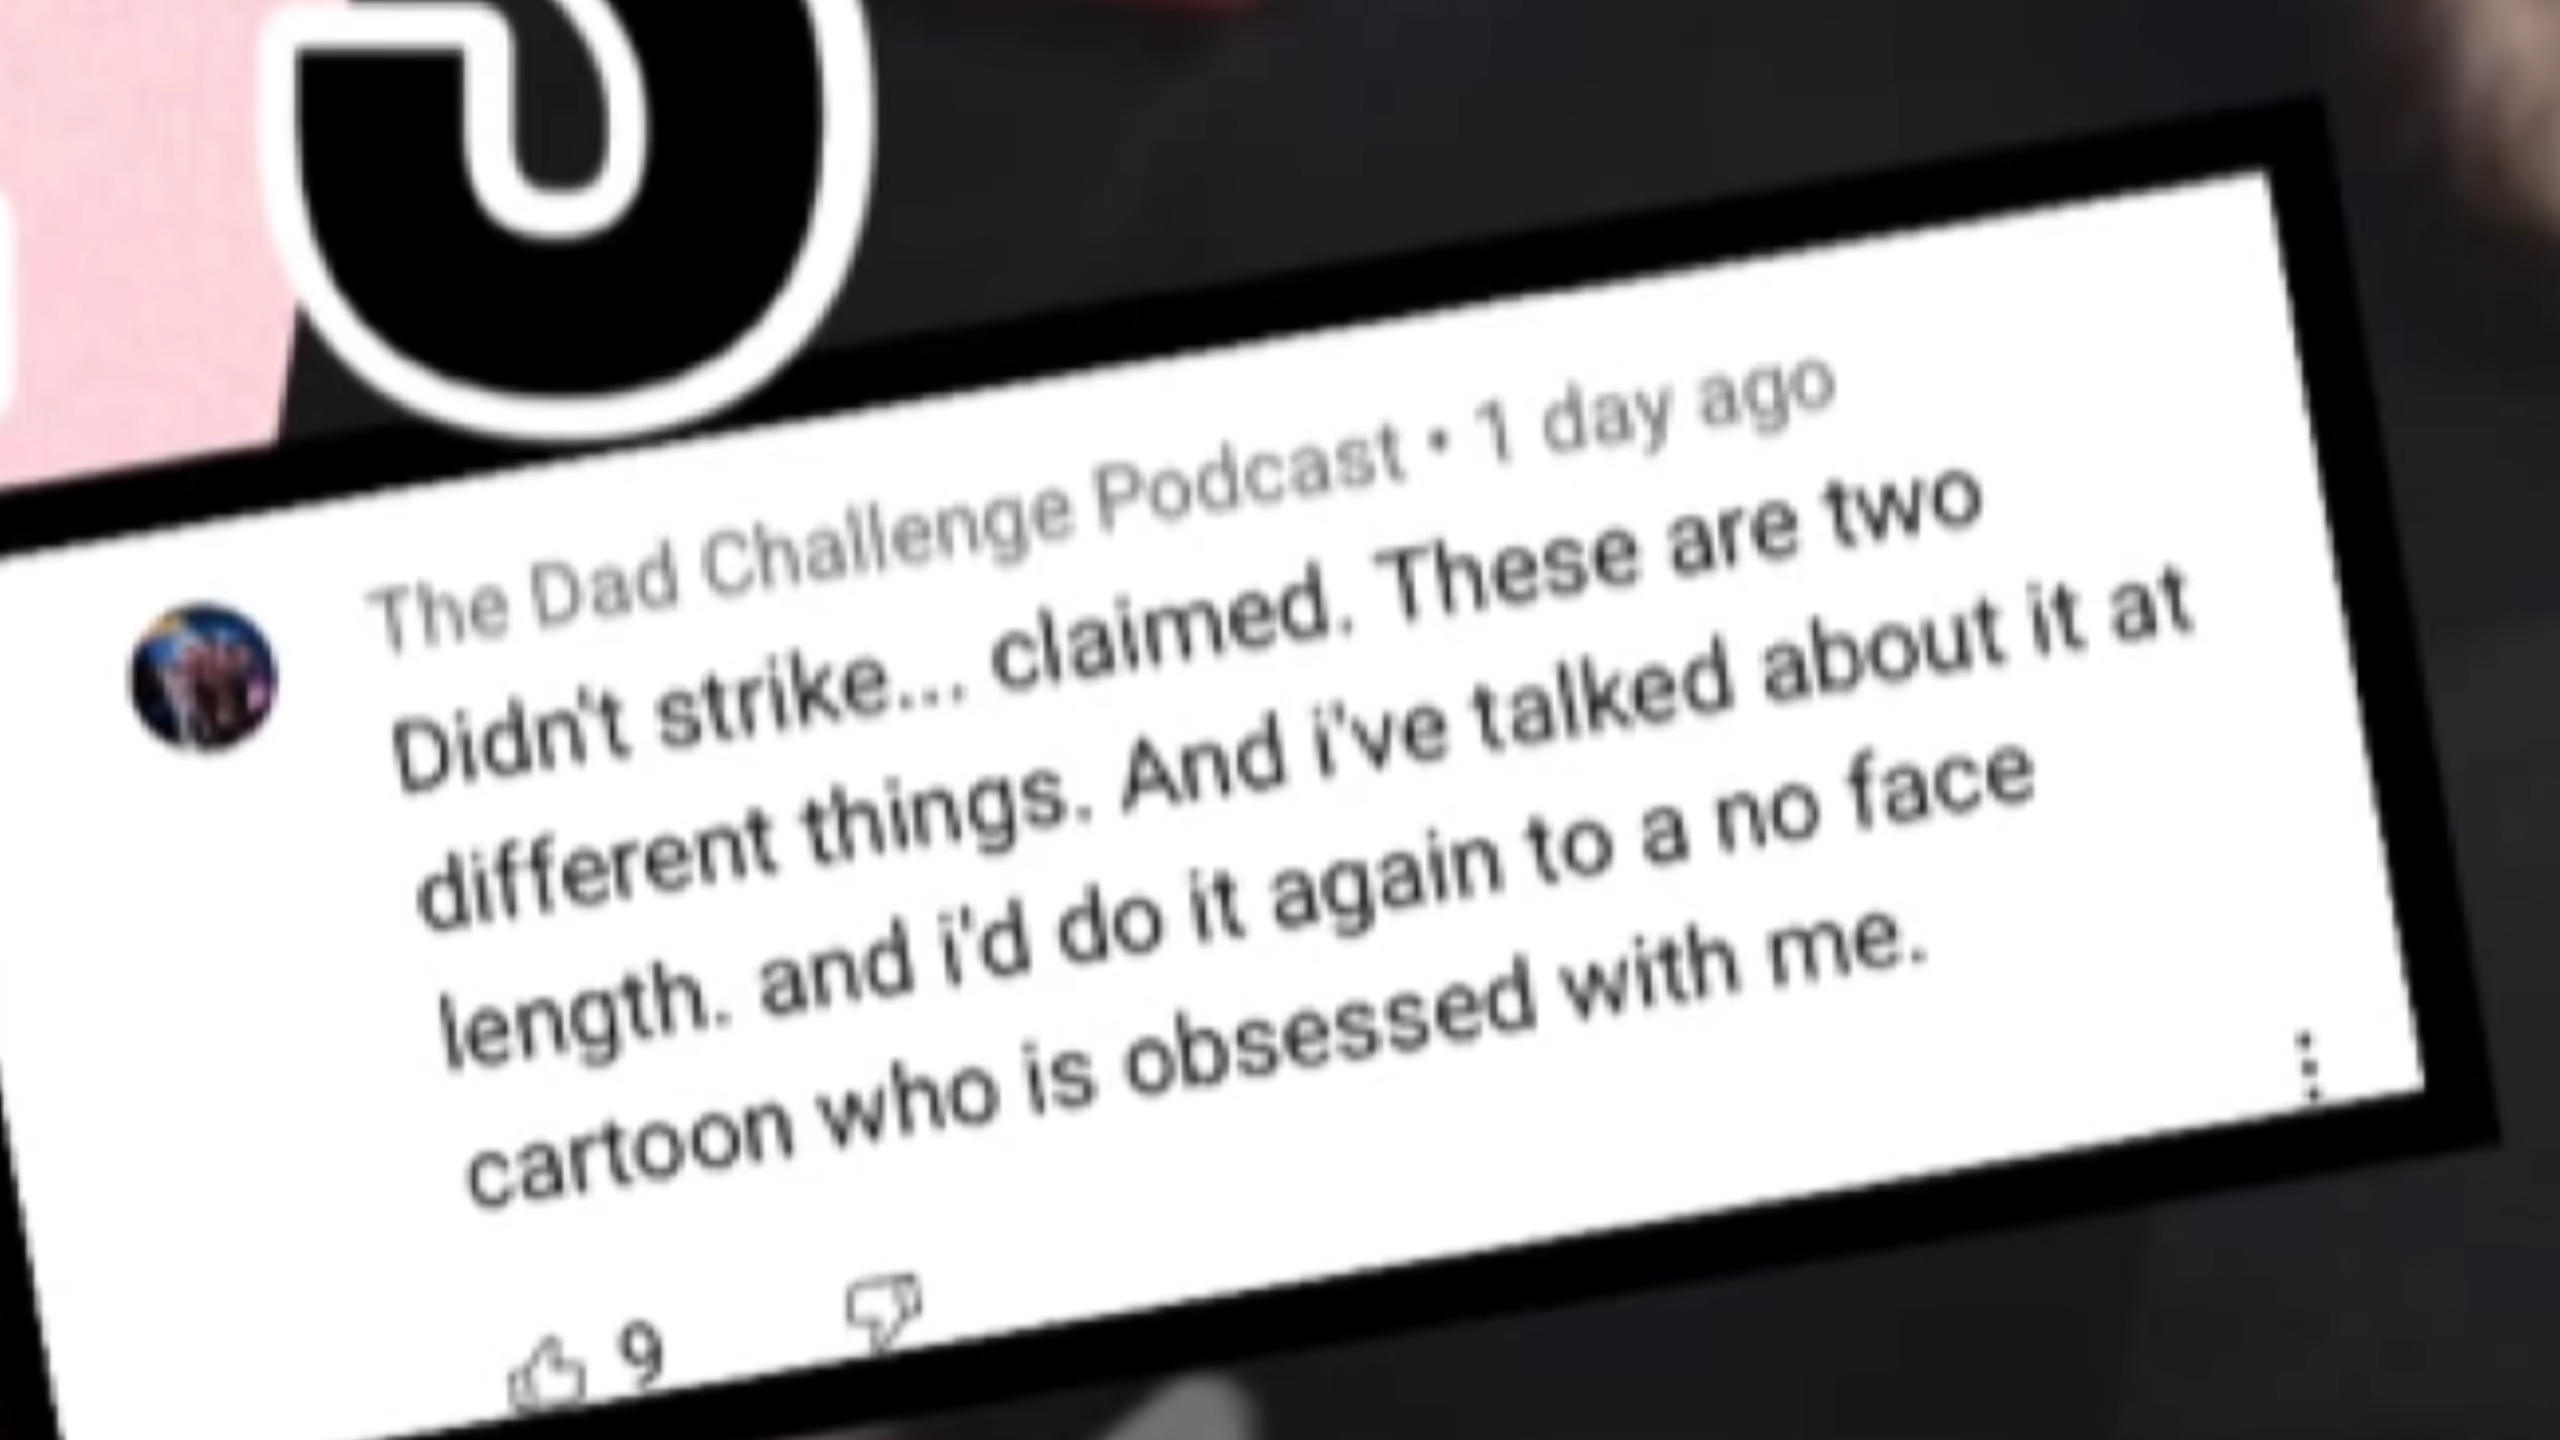 The Dad Challenge Podcast • 1 day ago
Didn't strike... claimed. These are two
different things. And i've talked about it at
length. and i'd do it again to a no face
cartoon who is obsessed with me.
9